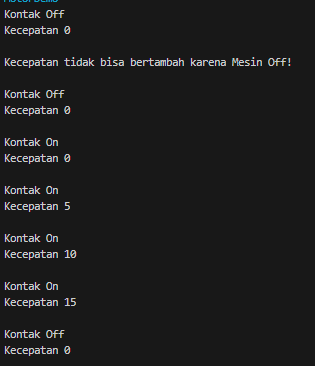 MotorDemo
Kontak Off
Kecepatan 0
Kecepatan tidak bisa bertambah karena Mesin Off!
Kontak Off
Kecepatan 0
Kontak On
Kecepatan 0
Kontak On
Kecepatan 5
Kontak On
Kecepatan 10
Kontak On
Kecepatan 15
Kontak Off
Kecepatan 0